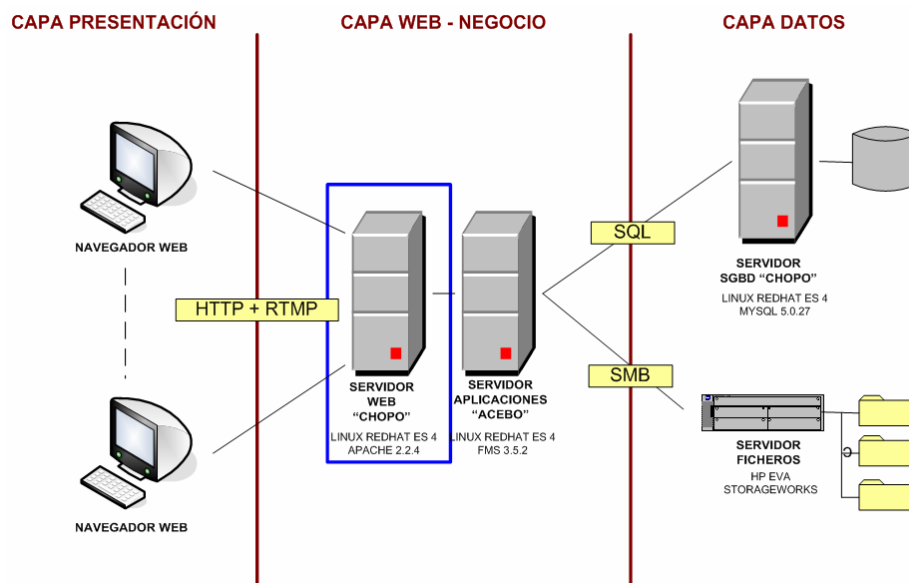 CAPA PRESENTACIÓN
CAPA WEB - NEGOCIO
CAPA DATOS
NAVEGADOR WEB
HTTP + RTMP
NAVEGADOR WEB
SERVIDOR
WEB
“CHOPO”
LINUX REDHAT ES 4
APACHE 2.2.4
SERVIDOR
APLICACIONES
“ACEBO”
LINUX REDHAT ES 4
FMS 3.5.2
SQL
SMB
SERVIDOR
SGBD “CHOPO”
LINUX REDHAT ES 4
MYSQL 5.0.27
SERVIDOR
FICHEROS
HP EVA
STORAGEWORKS